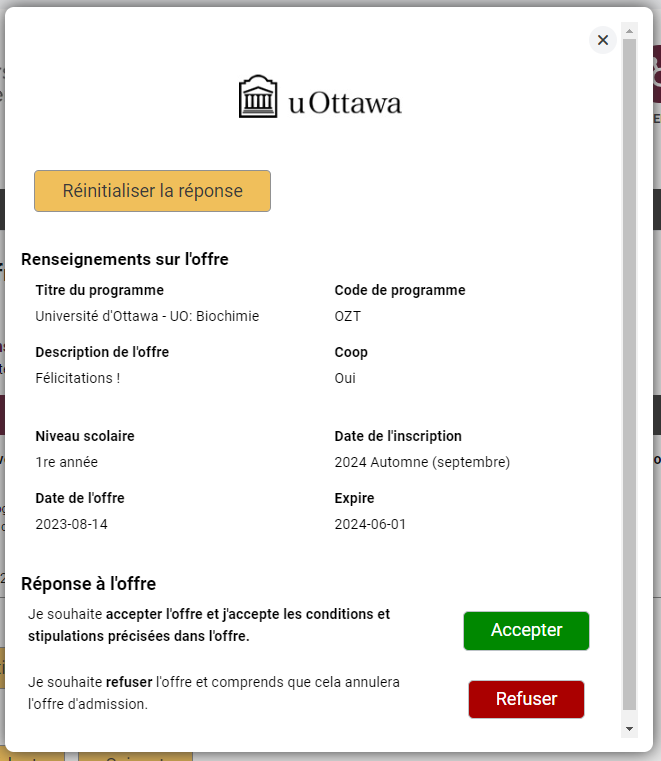 uOttawa
Réinitialiser la réponse
Renseignements sur l'offre
Titre du programme
Université d'Ottawa - UO: Biochimie
Code de programme
OZT
Description de l'offre
Félicitations !
Coop
Oui
Niveau scolaire
1re année
Date de l'inscription
2024 Automne (septembre)
Date de l'offre
2023-08-14
Expire
2024-06-01
Réponse à l'offre
Je souhaite accepter l'offre et j'accepte les conditions et
stipulations précisées dans l'offre.
Accepter
Je souhaite refuser l'offre et comprends que cela annulera
l'offre d'admission.
Refuser